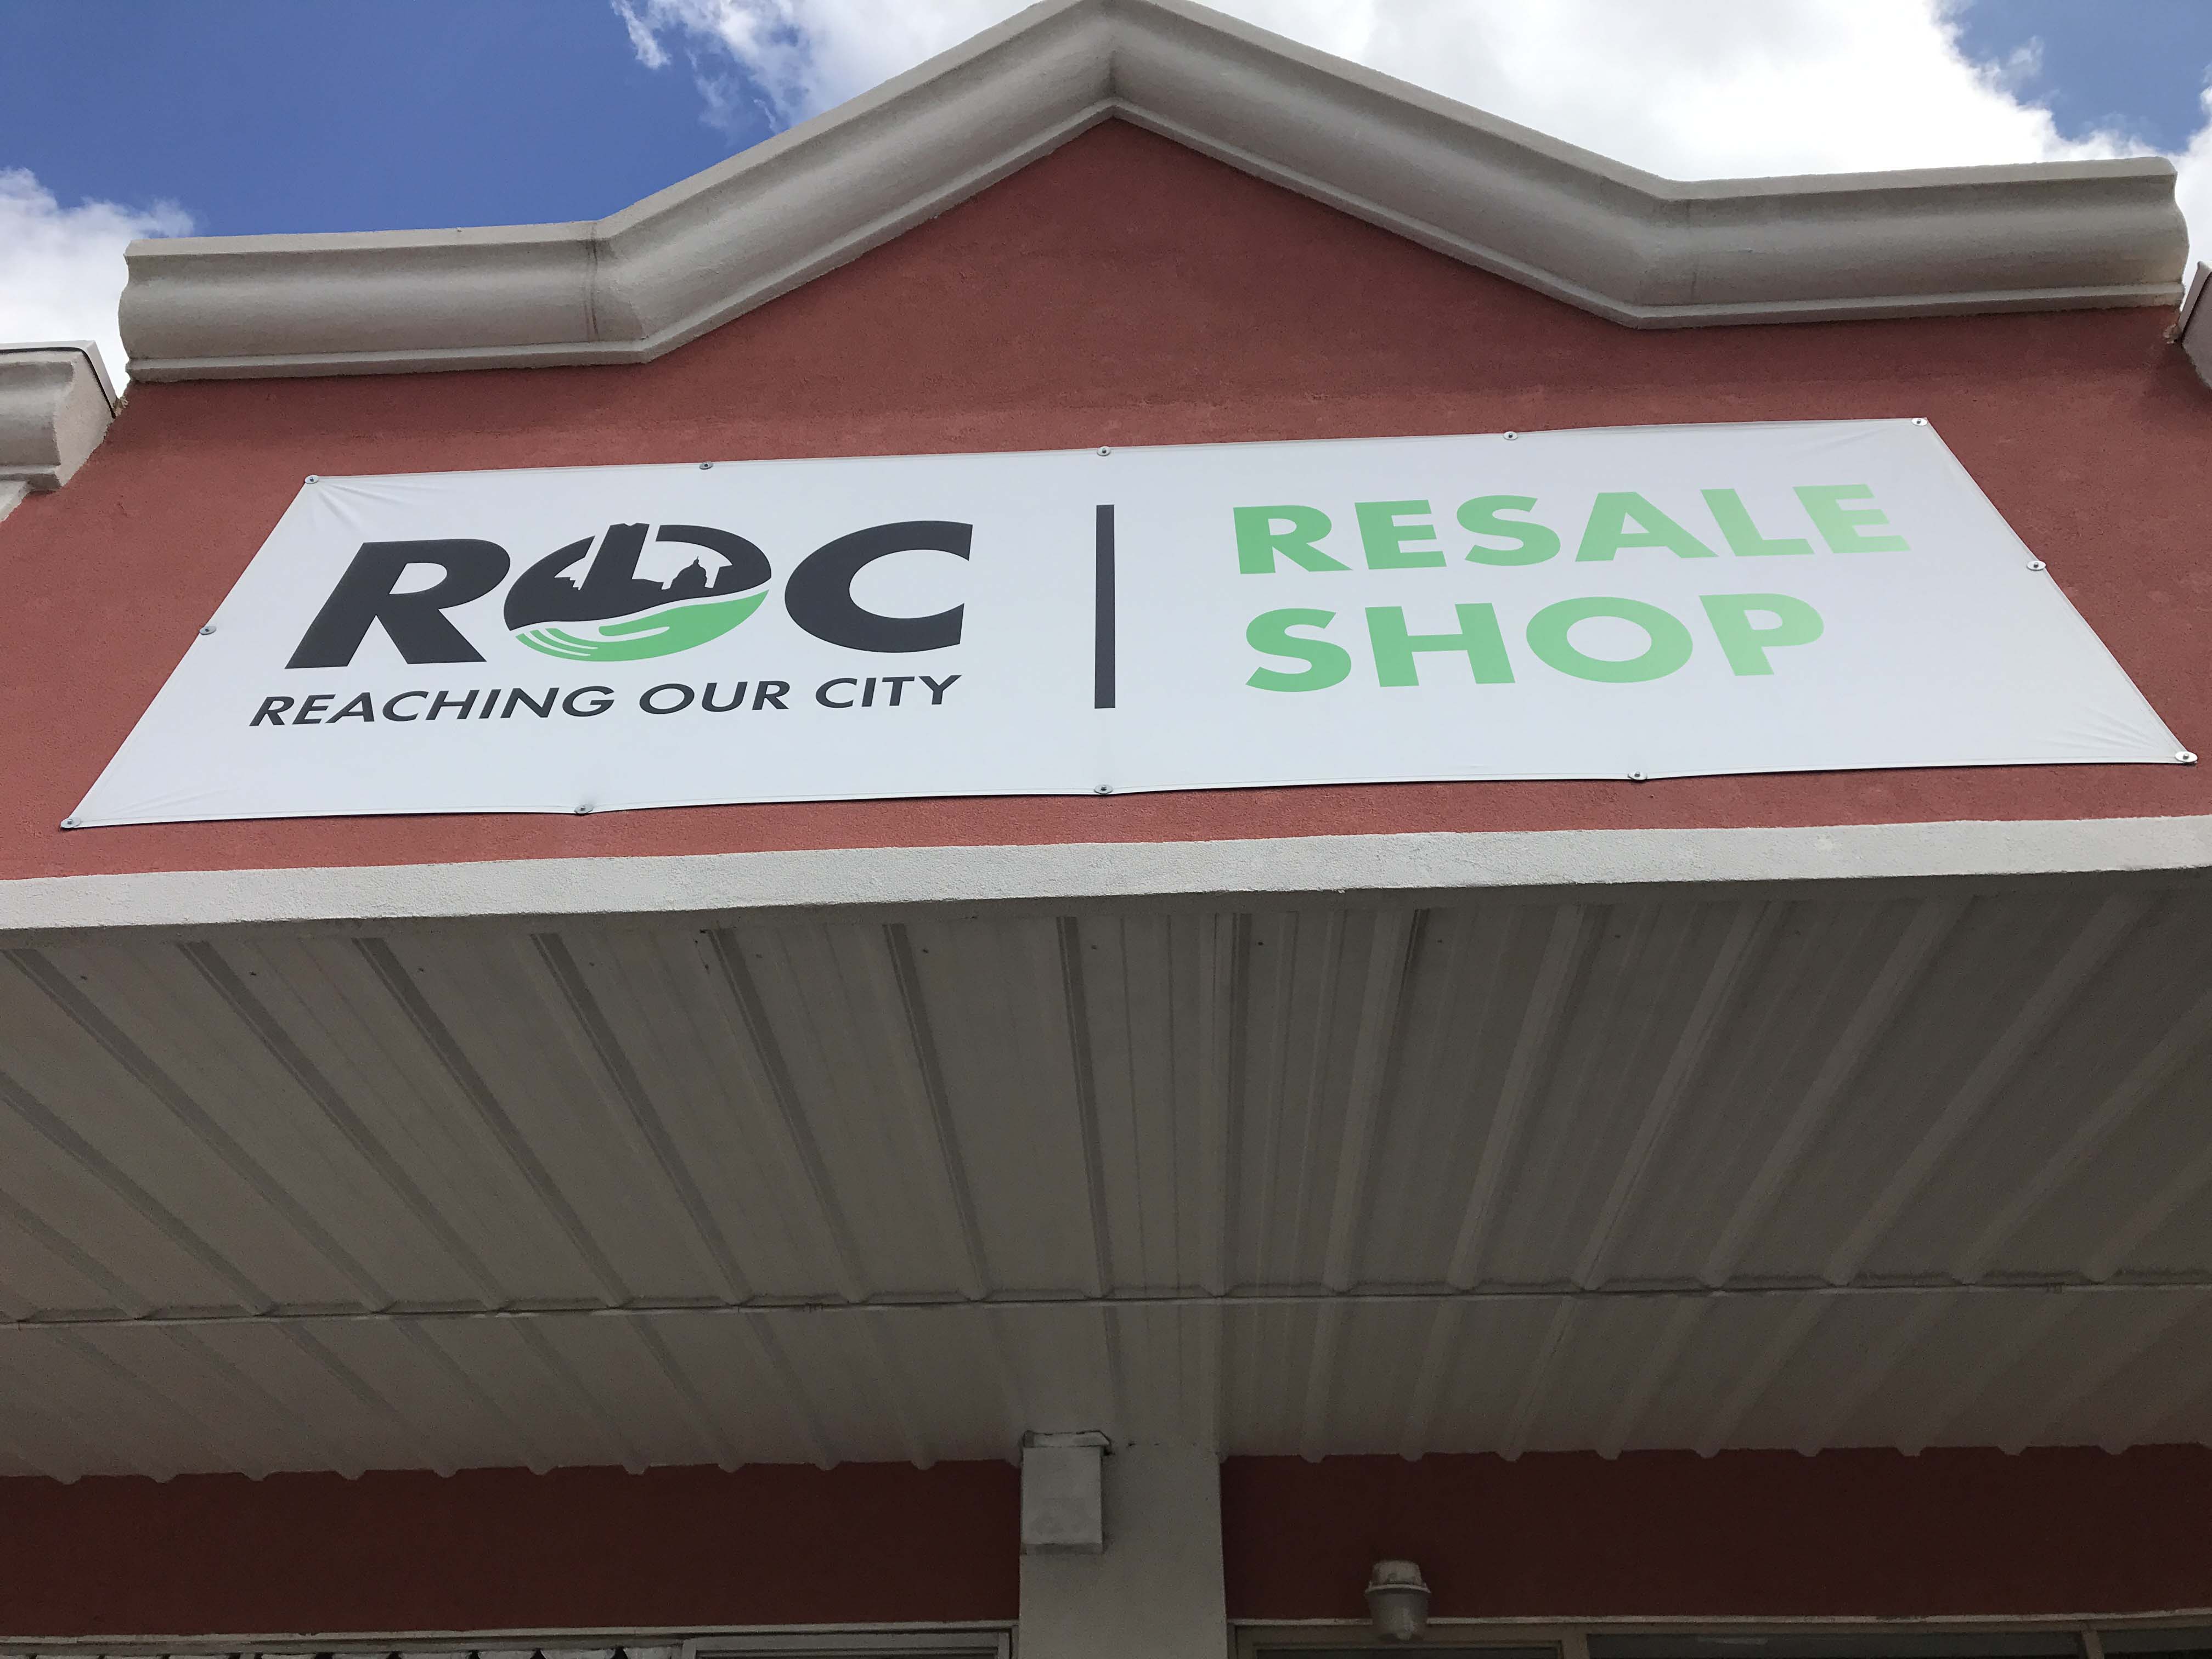 ROC
REACHING OUR CITY
RESALE
SHOP